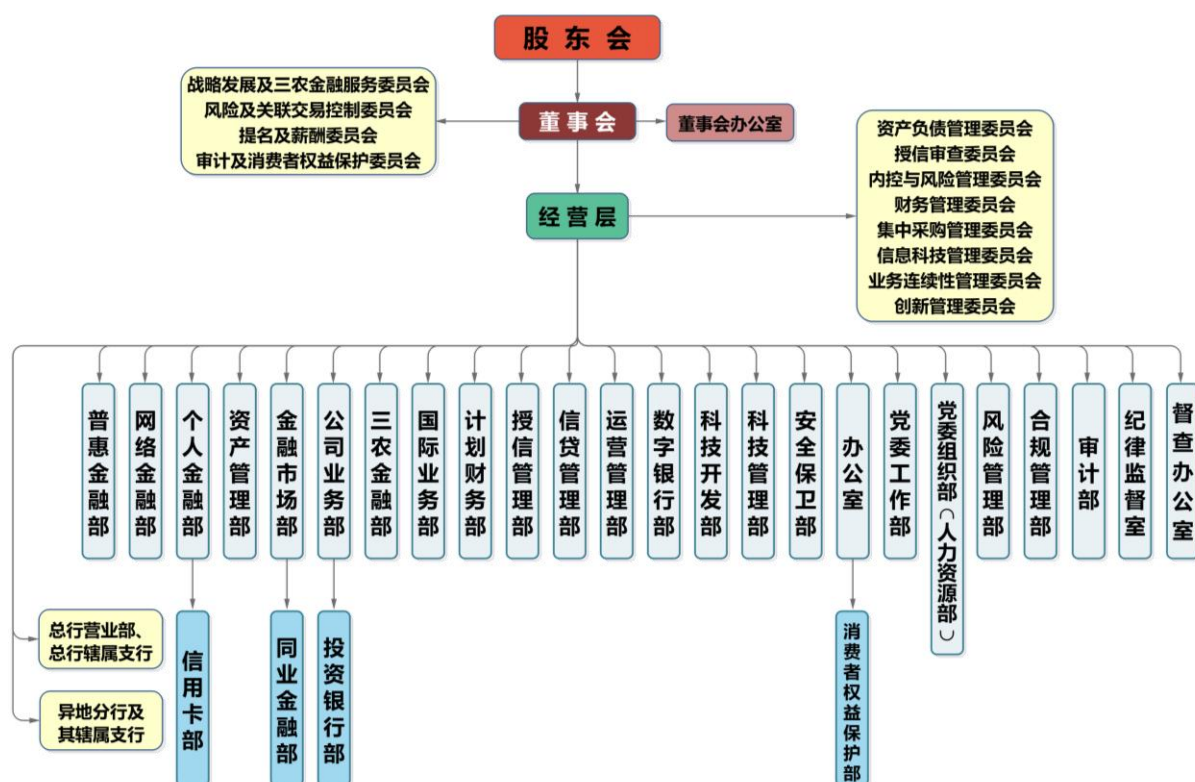 股东会
战略发展及三农金融服务委员会
风险及关联交易控制委员会
提名及薪酬委员会
审计及消费者权益保护委员会
董事会
董事会办公室
经营层
资产负债管理委员会
授信审查委员会
内控与风险管理委员会
财务管理委员会
集中采购管理委员会
信息科技管理委员会
业务连续性管理委员会
创新管理委员会
普惠金融部
网络金融部
个人金融部
资产管理部
金融市场部
公司业务部
三农金融部
国际业务部
计划财务部
授信管理部
信贷管理部
运营管理部
数字银行部
科技开发部
科技管理部
安全保卫部
办公室
党委工作部
党委组织部(人力资源部)
风险管理部
合规管理部
审计部
纪律监督室
督查办公室
总行营业部、
总行辖属支行
异地分行及
其辖属支行
信用卡部
同业金融部
投资银行部
消费者权益保护部